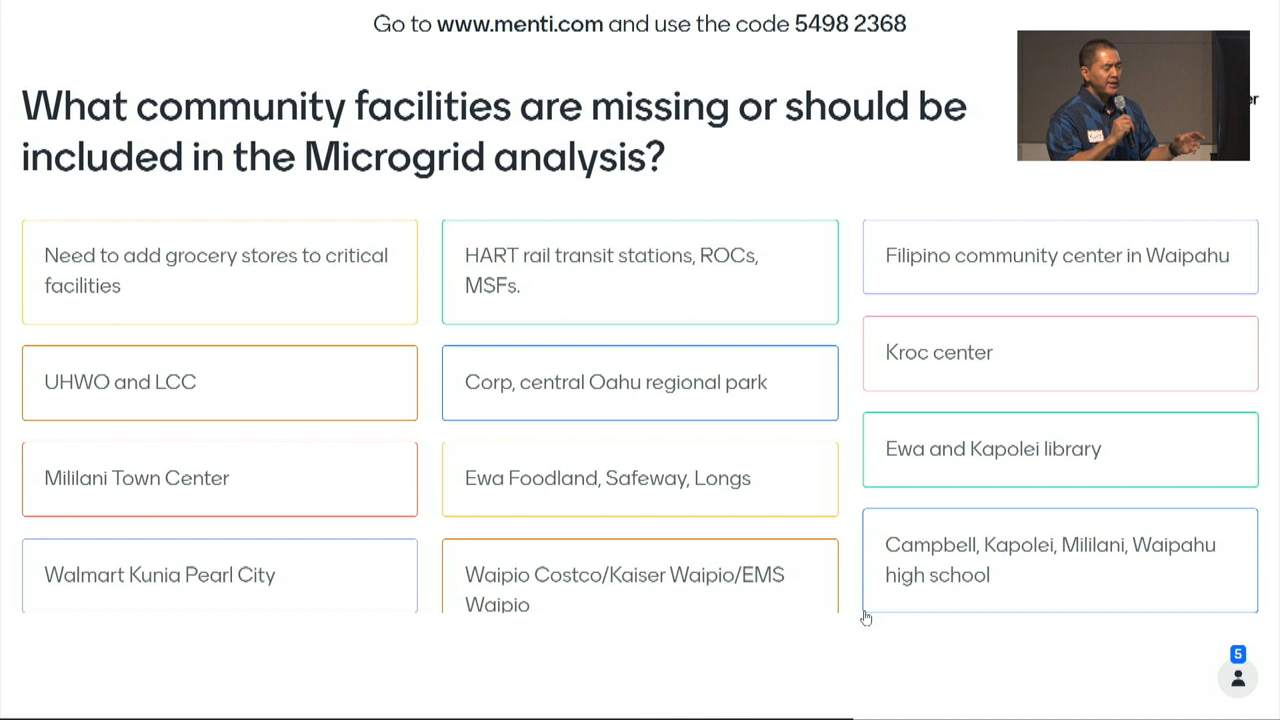 Go to www.menti.com and use the code 5498 2368
What community facilities are missing or should be
included in the Microgrid analysis?
er
Need to add grocery stores to critical
facilities
UHWO and LCC
Mililani Town Center
Walmart Kunia Pearl City
HART rail transit stations, ROCs,
MSFs.
Corp, central Oahu regional park
Ewa Foodland, Safeway, Longs
Waipio Costco/Kaiser Waipio/EMS
Waipio
Filipino community center in Waipahu
Kroc center
Ewa and Kapolei library
Campbell, Kapolei, Mililani, Waipahu
high school
5